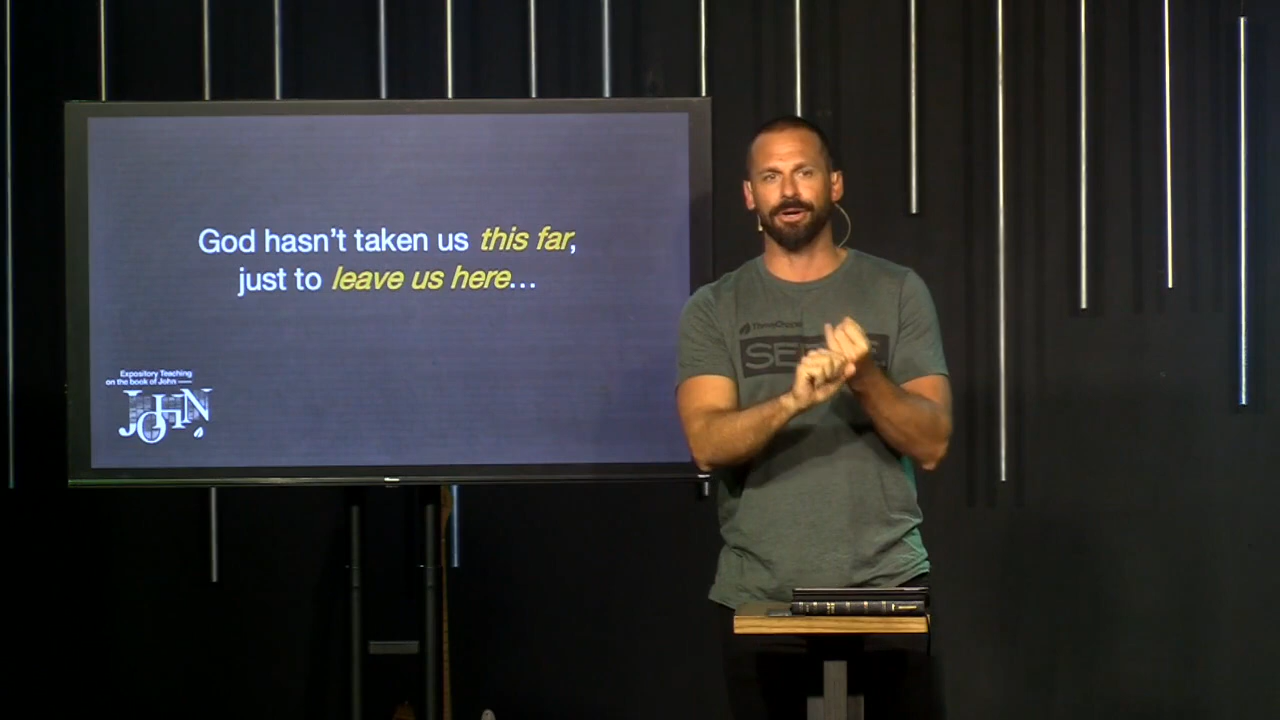 God hasn't taken us this far,
just to leave us here...
Expository Teaching
on the book of John
JOHN